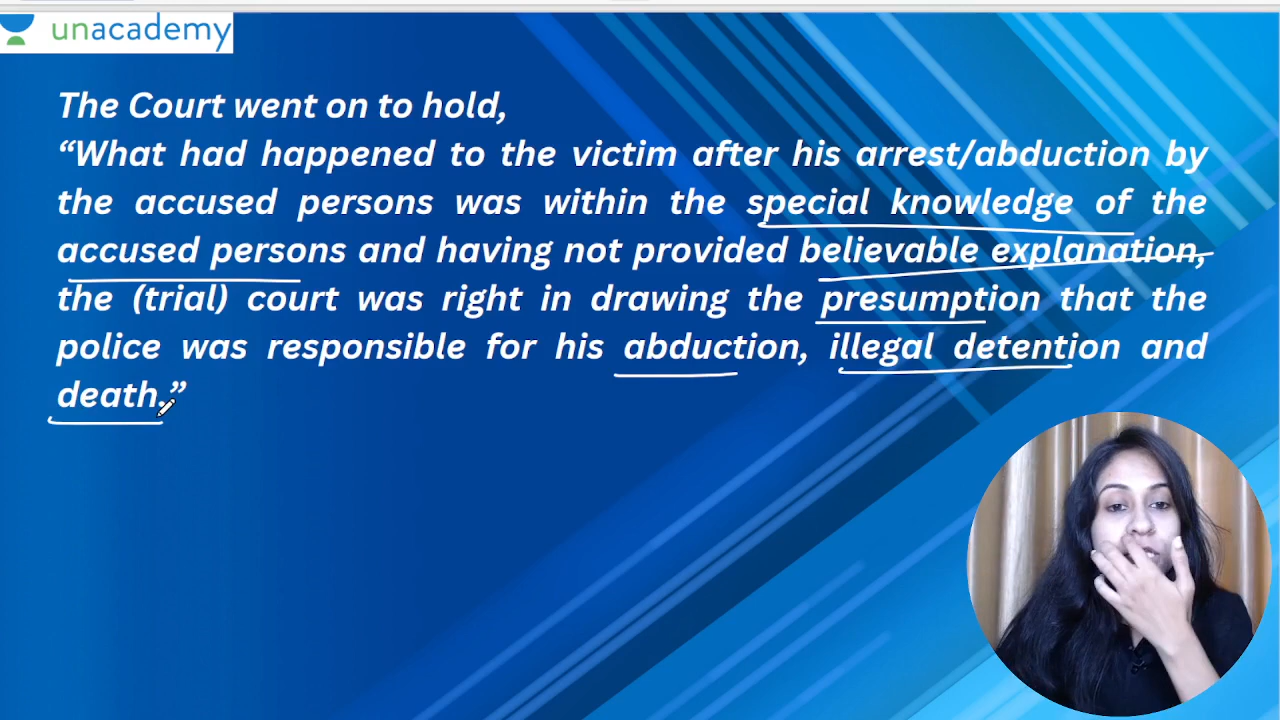 unacademy
The Court went on to hold,
“What had happened to the victim after his arrest/abduction by
the accused persons was within the special knowledge of the
accused persons and having not provided believable explanation,
the (trial) court was right in drawing the presumption that the
police was responsible for his abduction, illegal detention and
death.”